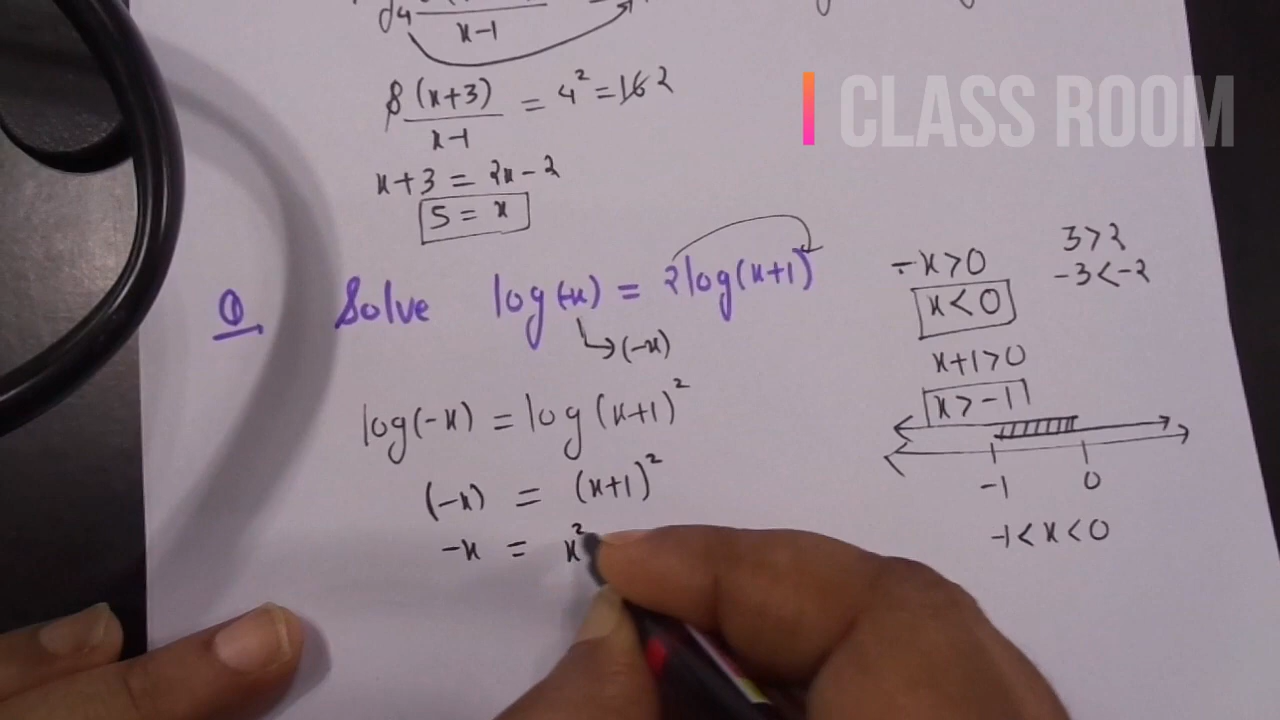 x-1
CLASS ROOM
8(x+3)/x-1 = 4² = 16 2
x+3 = 2x-2
5 = x
Q Solve log(-x) = 2log(x+1)
→(-x)
log(-x) = log(x+1)²
(-x) = (x+1)²
-x = x²
-x>0
x<0
3>2
-3<-2
x+1>0
x>-1
-1 0
-1<x<0